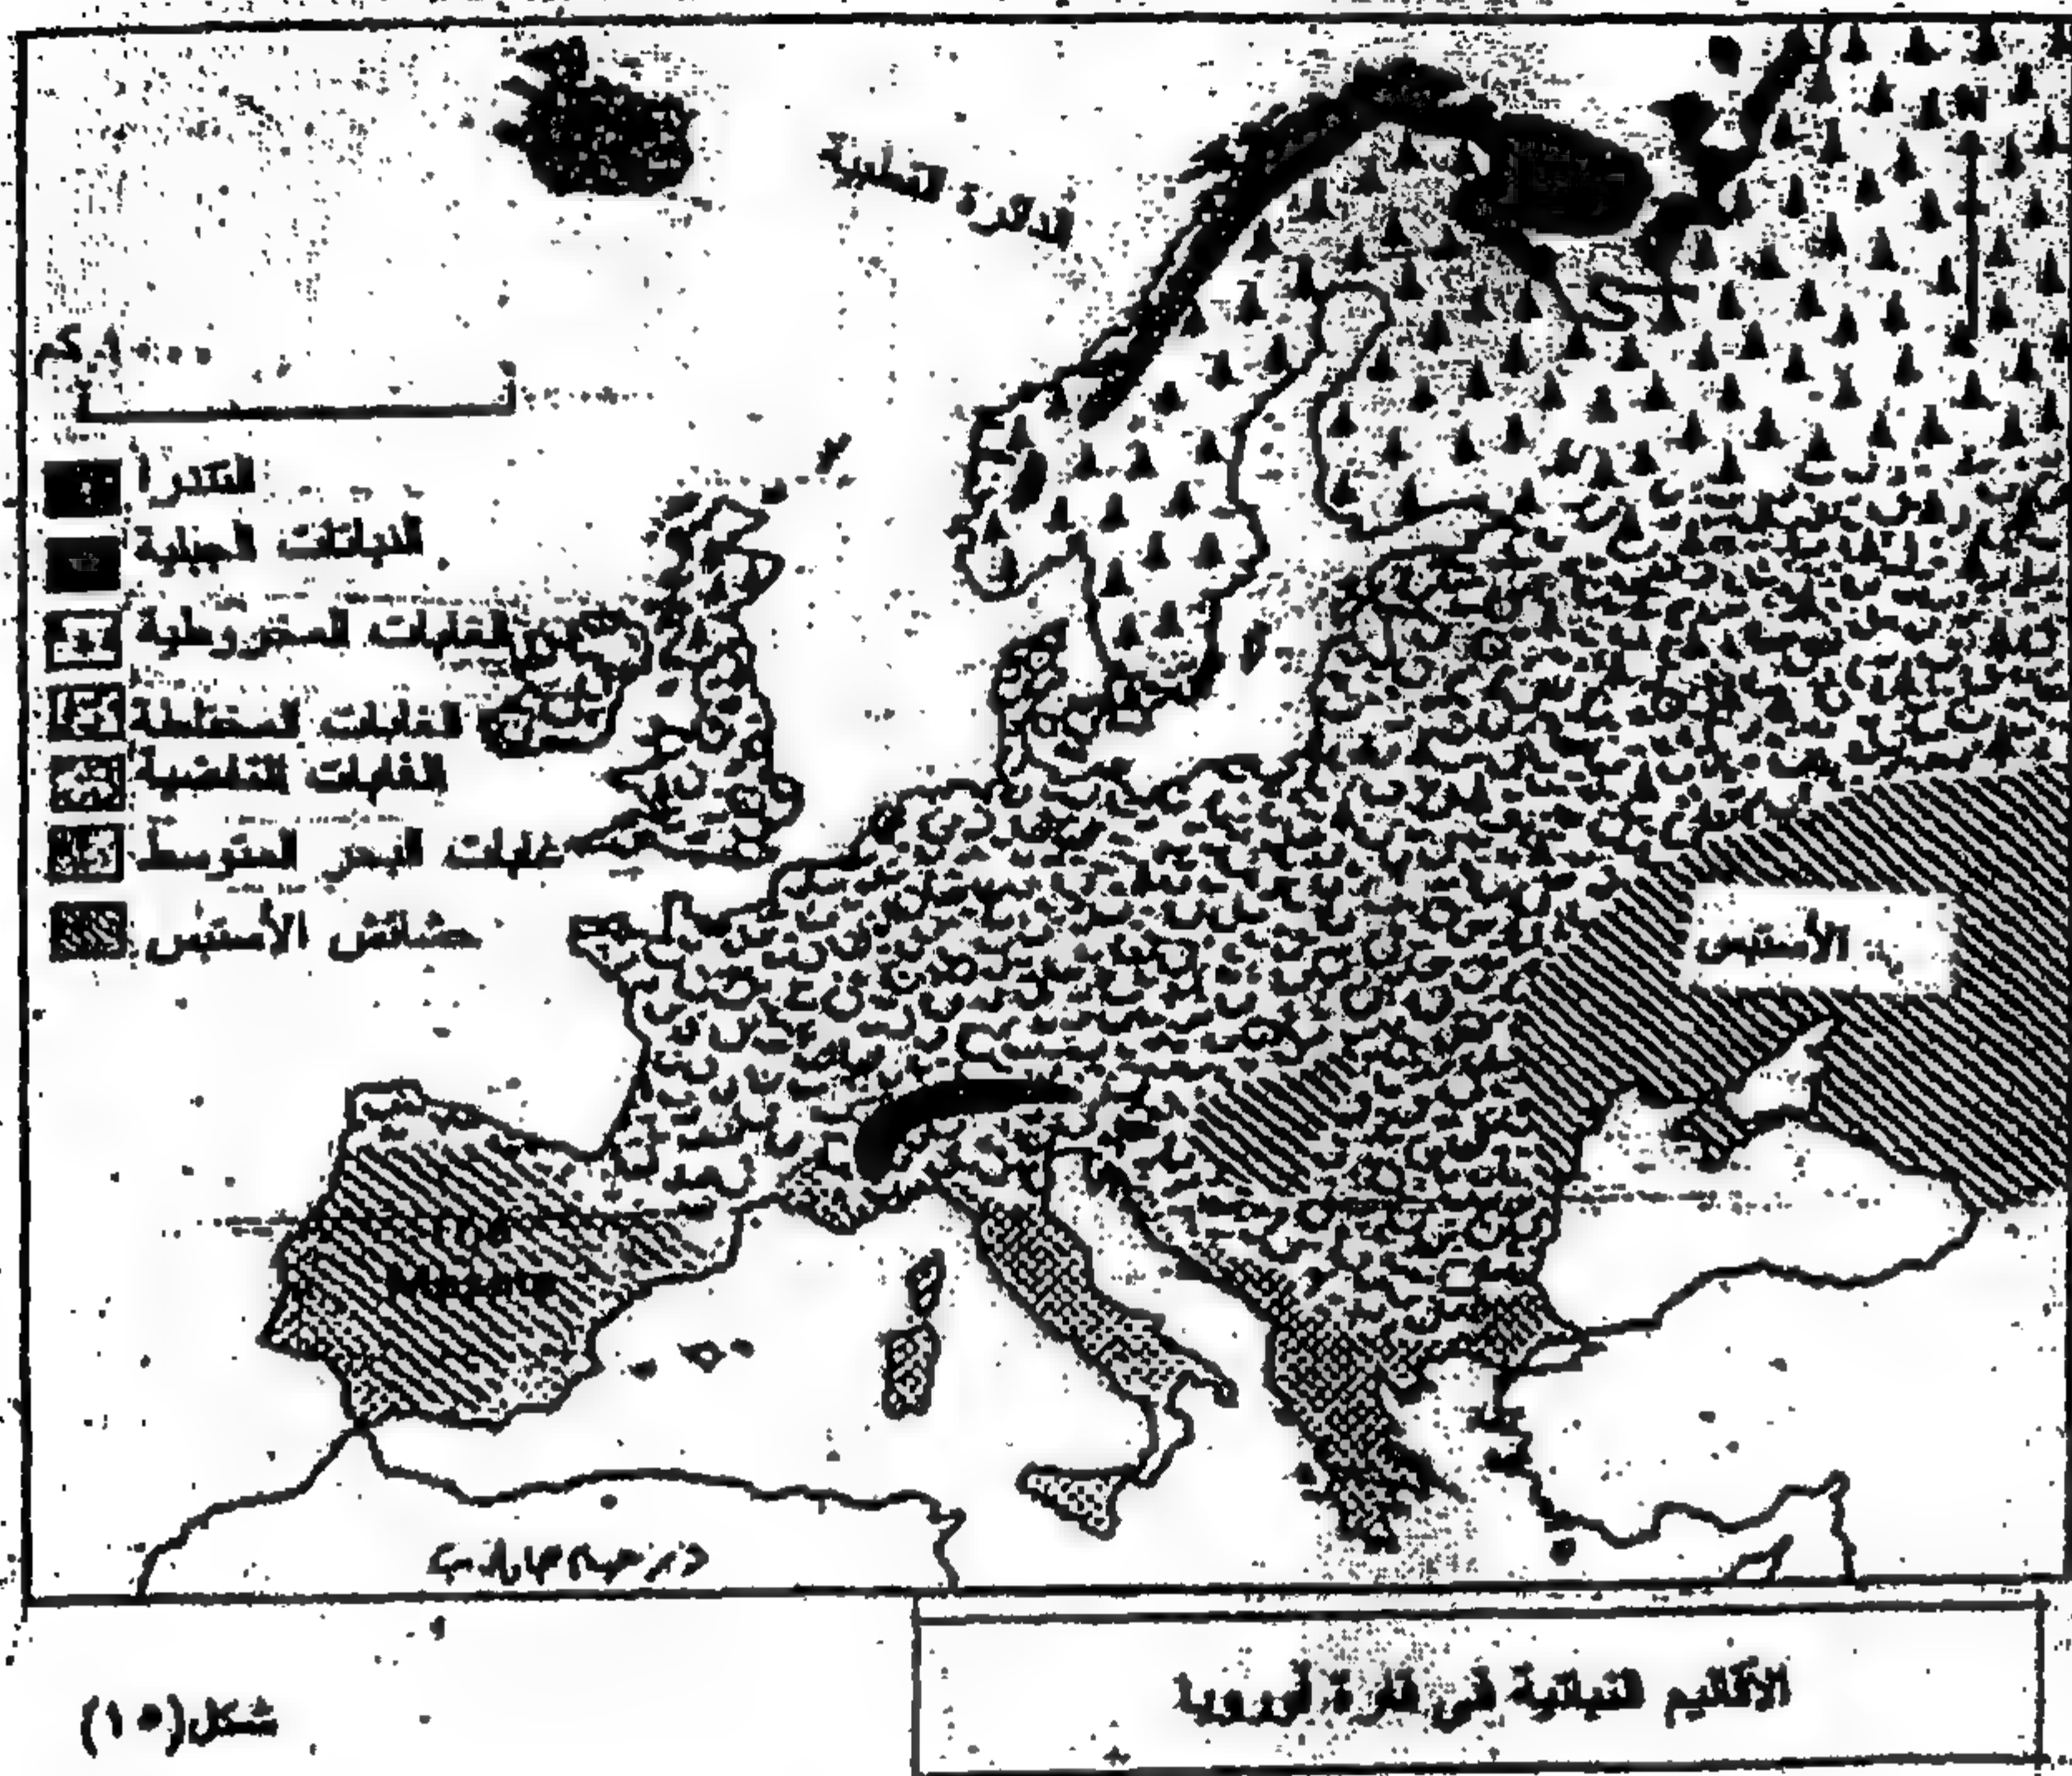 الدائرة القطبية
١٠٠٠ كم
التندرا
النباتات الجبلية
الغابات المخروطية
الغابات المختلطة
الغابات النفضية
غابات البحر المتوسط
حشائش الأستبس
الأستبس
الأقاليم النباتية في قارة أوروبا
شكل (١٥)